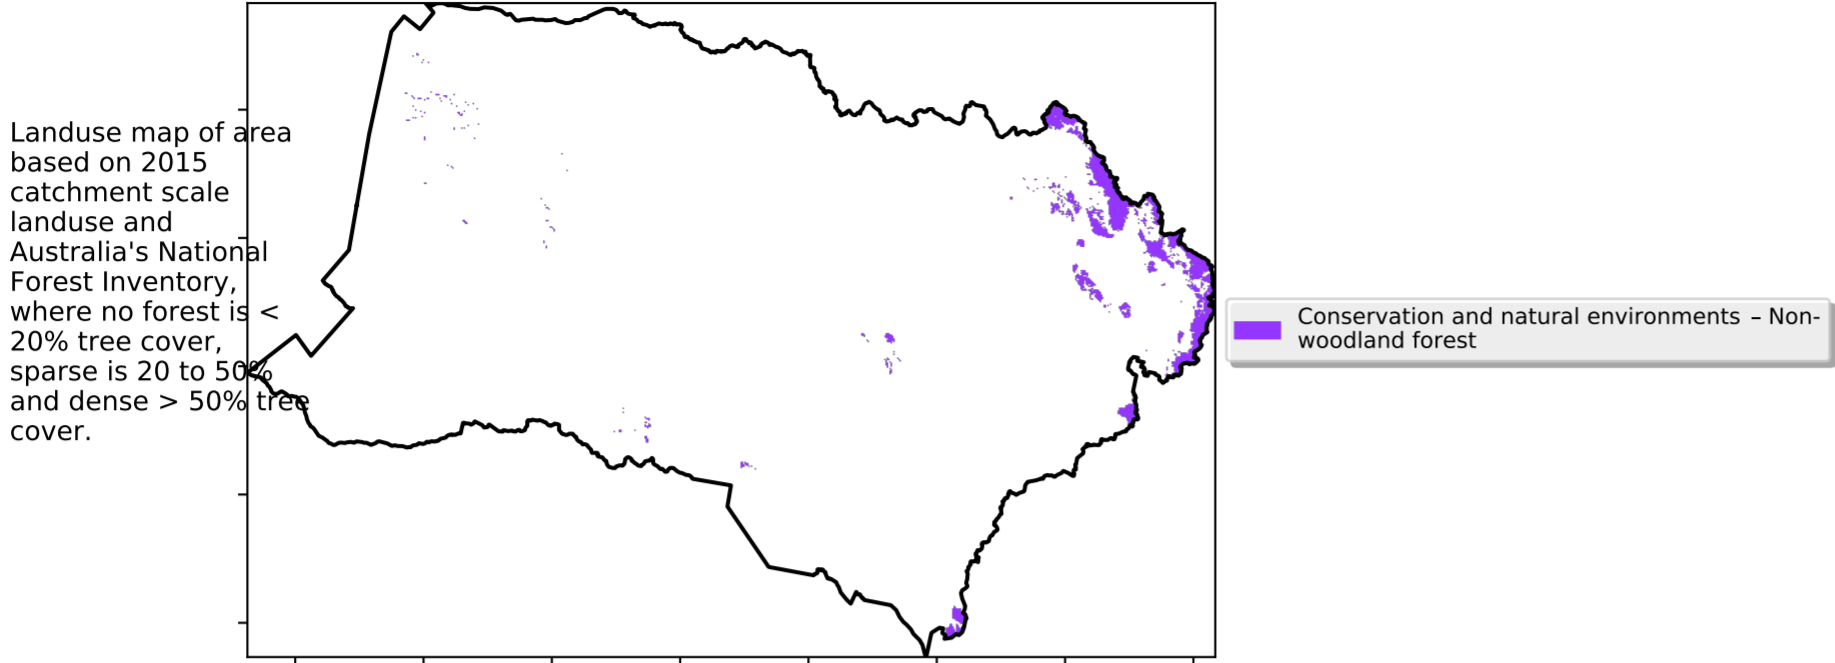 Landuse map of area
based on 2015
catchment scale
landuse and
Australia's National
Forest Inventory,
where no forest is <
20% tree cover,
sparse is 20 to 50%
and dense > 50% tree
cover.
Conservation and natural environments – Non-
woodland forest